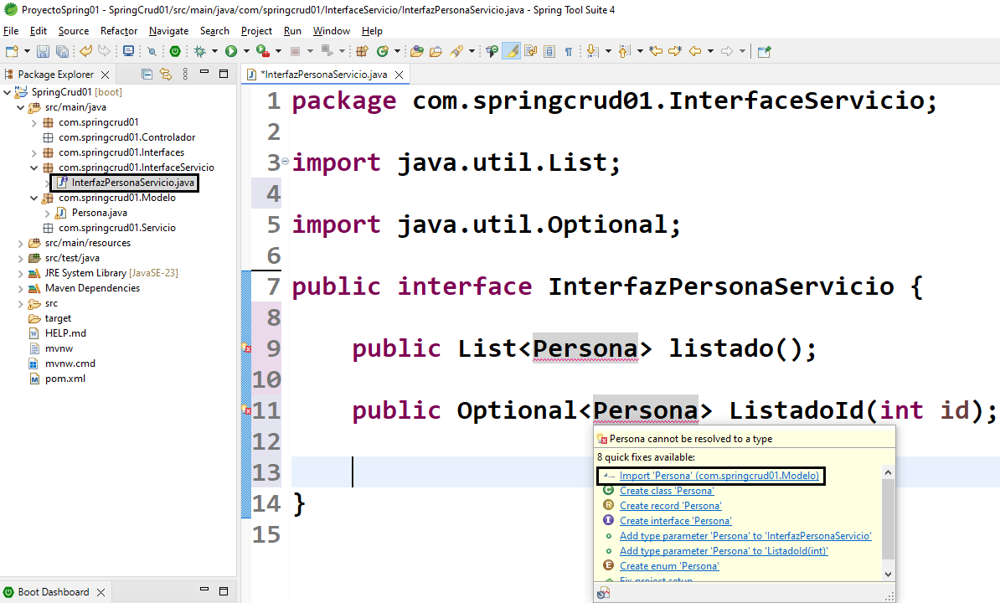 ProyectoSpring01 - SpringCrud01/src/main/java/com/springcrud01/InterfaceServicio/InterfazPersonaServicio.java - Spring Tool Suite 4
File Edit Source Refactor Navigate Search Project Run Window Help
Package Explorer
SpringCrud01 [boot]
src/main/java
com.springcrud01
com.springcrud01.Controlador
com.springcrud01.Interfaces
com.springcrud01.InterfaceServicio
InterfazPersonaServicio.java
com.springcrud01.Modelo
Persona.java
com.springcrud01.Servicio
src/main/resources
src/test/java
JRE System Library [JavaSE-23]
Maven Dependencies
src
target
HELP.md
mvnw
mvnw.cmd
pom.xml
Boot Dashboard
*InterfazPersonaServicio.java
1 package com.springcrud01.InterfaceServicio;
2
3 import java.util.List;
4
5 import java.util.Optional;
6
7 public interface InterfazPersonaServicio {
8
9 public List<Persona> listado();
10
11 public Optional<Persona> ListadoId(int id);
12
13
14 }
15
Persona cannot be resolved to a type
8 quick fixes available:
Import 'Persona' (com.springcrud01.Modelo)
Create class 'Persona'
Create record 'Persona'
Create interface 'Persona'
Add type parameter 'Persona' to 'InterfazPersonaServicio'
Add type parameter 'Persona' to 'ListadoId(int)'
Create enum 'Persona'
Fix project setup